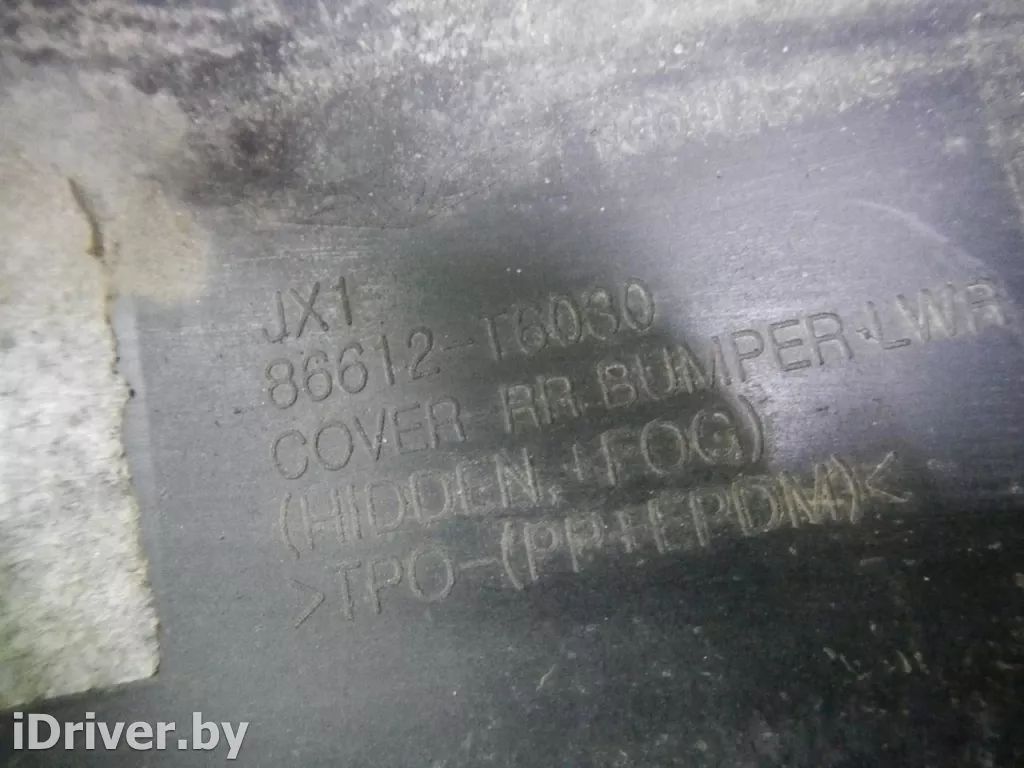 JX1
86612-T6030
COVER RR BUMPER-LWR
(HIDDEN, +FOG)
>TPO-(PP+EPDM)<
iDriver.by